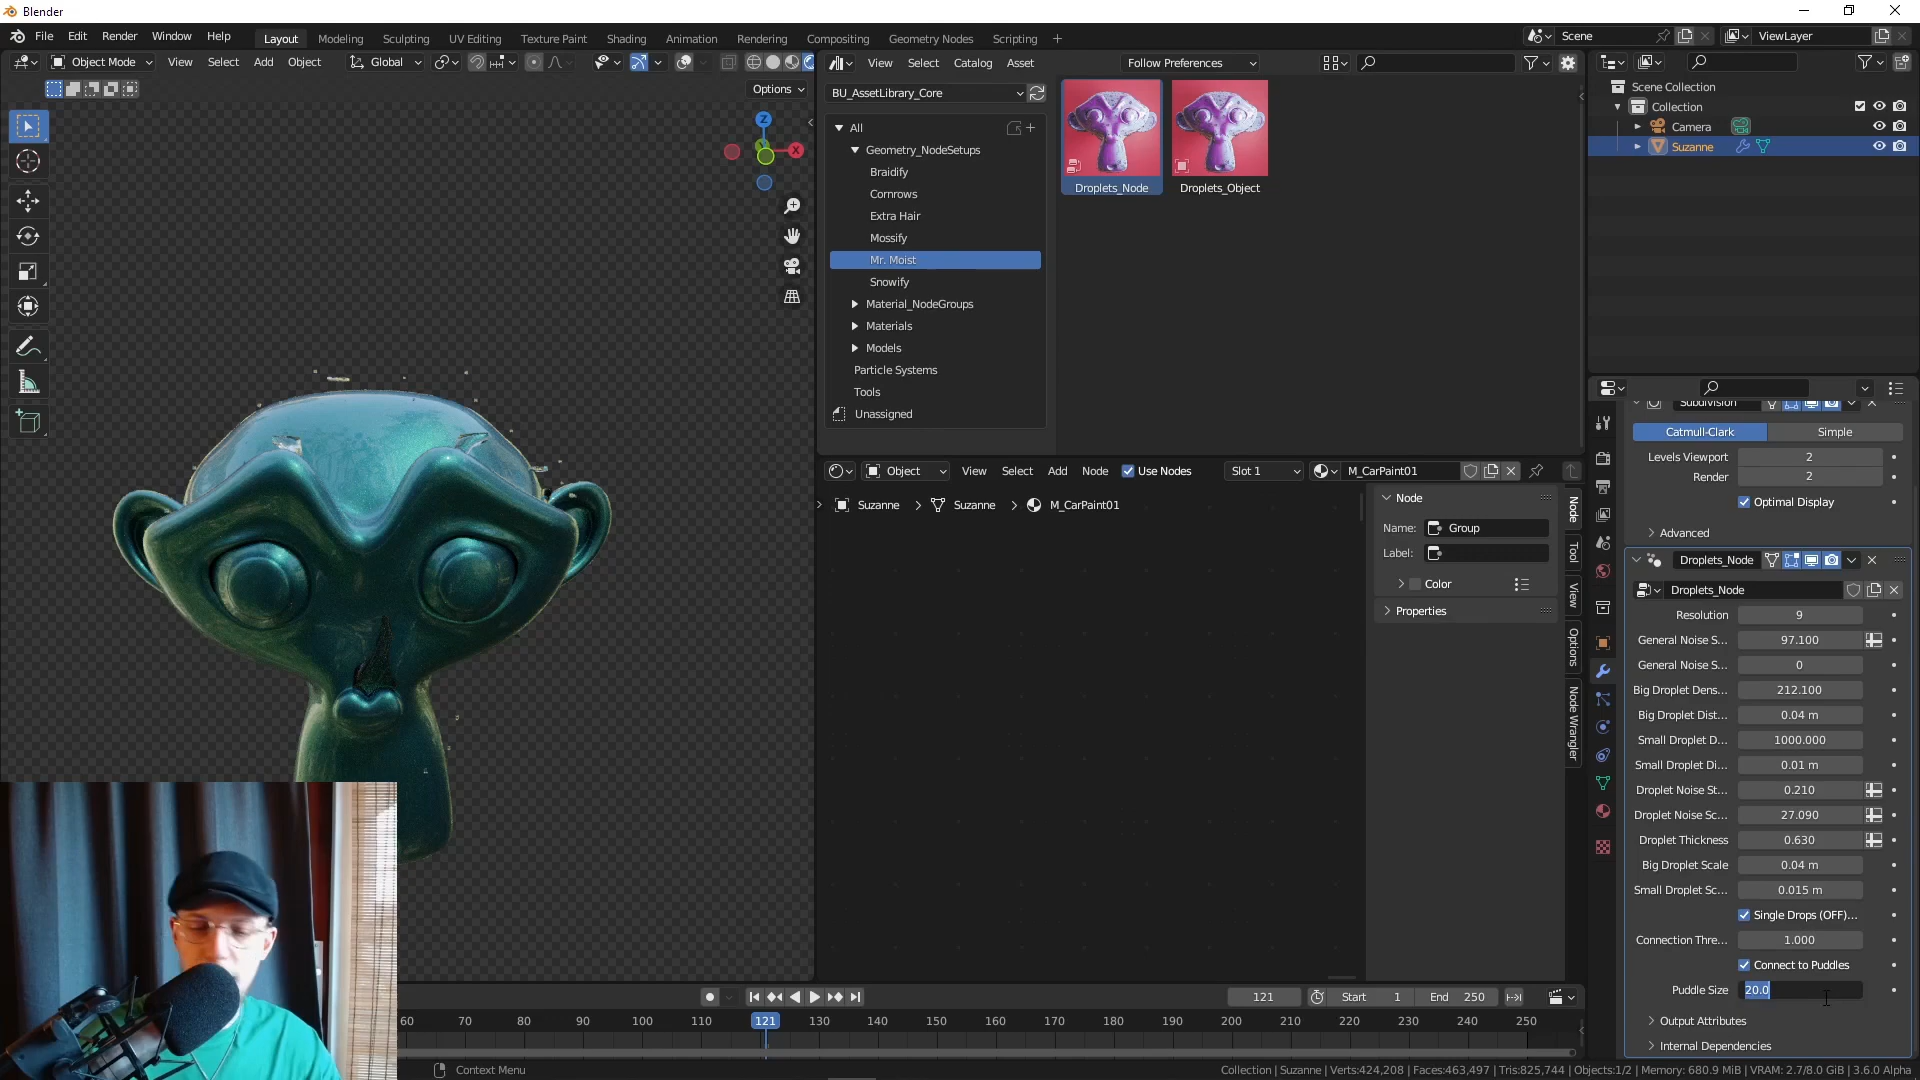 Blender
File Edit Render Window Help
Layout Modeling Sculpting UV Editing Texture Paint Shading Animation Rendering Compositing Geometry Nodes Scripting
Scene
ViewLayer
Object Mode View Select Add Object
Global
Options
Z
X
View Select Catalog Asset
Follow Preferences
BU_AssetLibrary_Core
All
Geometry_NodeSetups
Braidify
Cornrows
Extra Hair
Mossify
Mr. Moist
Snowify
Material_NodeGroups
Materials
Models
Particle Systems
Tools
Unassigned
Droplets_Node
Droplets_Object
Object View Select Add Node Use Nodes
Slot 1
M_CarPaint01
Suzanne > Suzanne > M_CarPaint01
Node
Name: Group
Label:
Color
Properties
Node
Tool
View
Options
Node Wrangler
Scene Collection
Collection
Camera
Suzanne
Subdivision
Catmull-Clark Simple
Levels Viewport 2
Render 2
Optimal Display
Advanced
Droplets_Node
Droplets_Node
Resolution 9
General Noise S... 97.100
General Noise S... 0
Big Droplet Dens... 212.100
Big Droplet Dist... 0.04 m
Small Droplet D... 1000.000
Small Droplet Di... 0.01 m
Droplet Noise St... 0.210
Droplet Noise Sc... 27.090
Droplet Thickness 0.630
Big Droplet Scale 0.04 m
Small Droplet Sc... 0.015 m
Single Drops (OFF)...
Connection Thre... 1.000
Connect to Puddles
Puddle Size 20.0
Output Attributes
Internal Dependencies
121
Start 1
End 250
60 70 80 90 100 110 121 130 140 150 160 170 180 190 200 210 220 230 240 250
Context Menu
Collection | Suzanne | Verts:424,208 | Faces:463,497 | Tris:825,744 | Objects:1/2 | Memory: 680.9 MiB | VRAM: 2.7/8.0 GiB | 3.6.0 Alpha